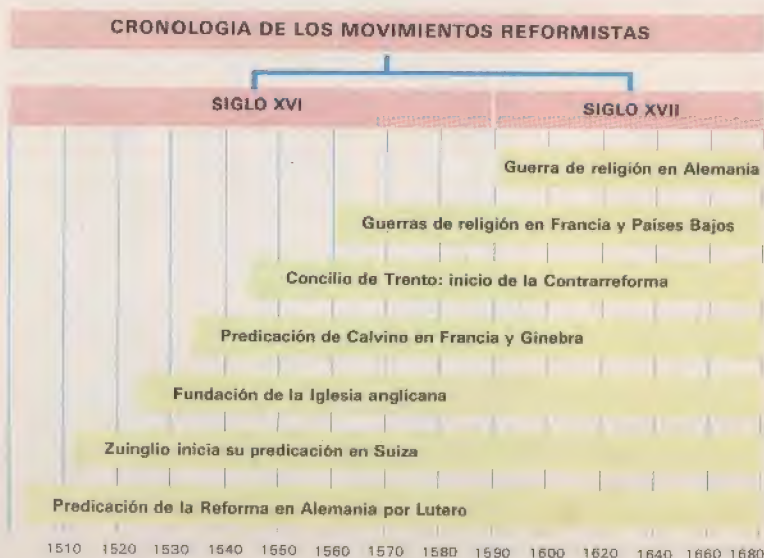 CRONOLOGIA DE LOS MOVIMIENTOS REFORMISTAS
SIGLO XVI
SIGLO XVII
Guerra de religión en Alemania
Guerras de religión en Francia y Países Bajos
Concilio de Trento: inicio de la Contrarreforma
Predicación de Calvino en Francia y Ginebra
Fundación de la Iglesia anglicana
Zuinglio inicia su predicación en Suiza
Predicación de la Reforma en Alemania por Lutero
1510 1520 1530 1540 1550 1560 1570 1580 1590 1600 1620 1640 1660 1680